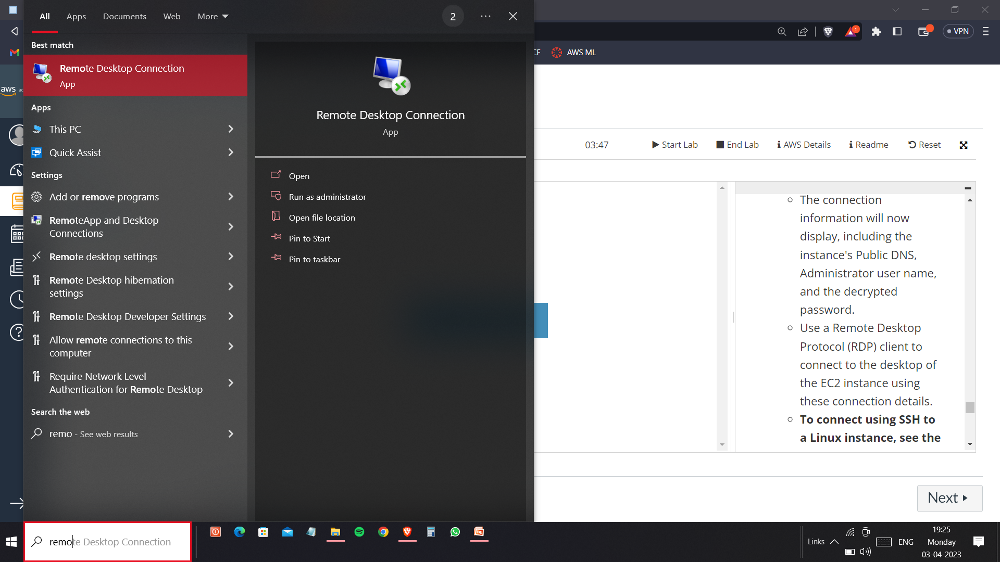 All
Apps
Documents
Web
More
2
Best match
Remote Desktop Connection
App
Apps
This PC
Quick Assist
Settings
Add or remove programs
RemoteApp and Desktop
Connections
Remote desktop settings
Remote Desktop hibernation
settings
Remote Desktop Developer Settings
Allow remote connections to this
computer
Require Network Level
Authentication for Remote Desktop
Search the web
remo - See web results
Remote Desktop Connection
App
Open
Run as administrator
Open file location
Pin to Start
Pin to taskbar
1
VPN
CF
AWS ML
aws
03:47
Start Lab
End Lab
AWS Details
Readme
Reset
The connection
information will now
display, including the
instance's Public DNS,
Administrator user name,
and the decrypted
password.
Use a Remote Desktop
Protocol (RDP) client to
connect to the desktop of
the EC2 instance using
these connection details.
To connect using SSH to
a Linux instance, see the
Next
remote Desktop Connection
Links
ENG
19:25
Monday
03-04-2023